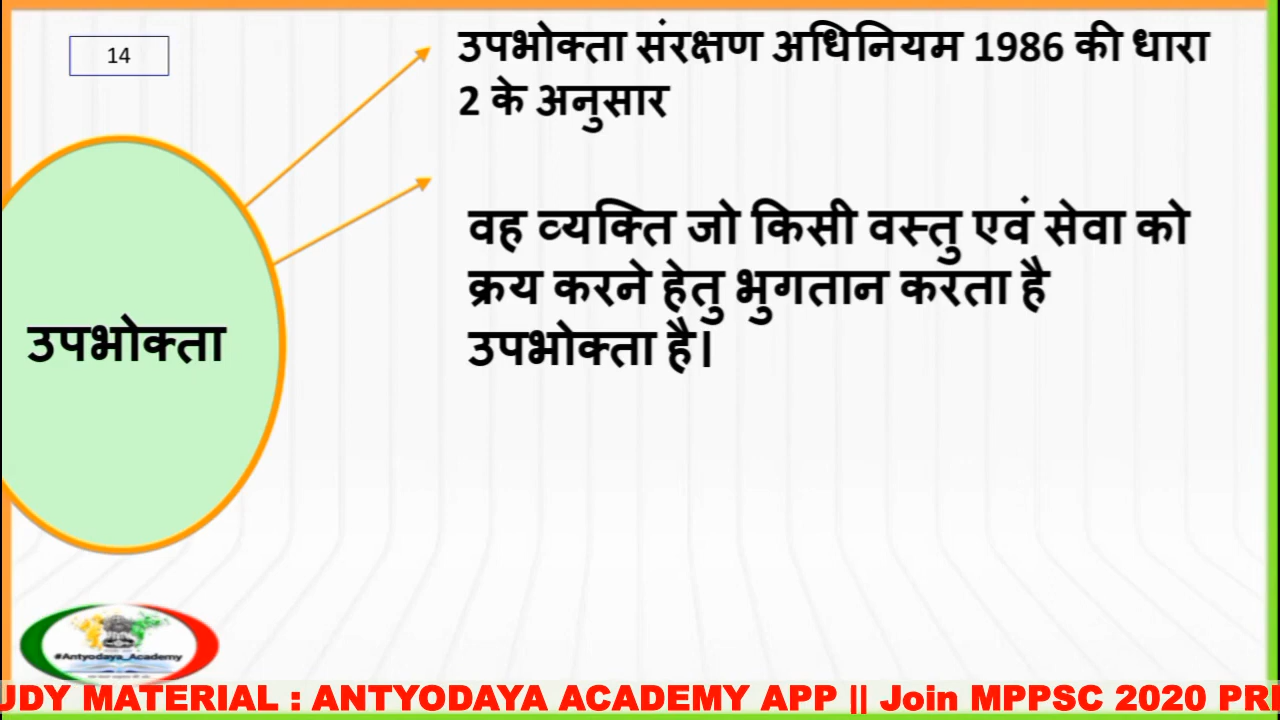 14
उपभोक्ता संरक्षण अधिनियम 1986 की धारा
2 के अनुसार
वह व्यक्ति जो किसी वस्तु एवं सेवा को
क्रय करने हेतु भुगतान करता है
उपभोक्ता है।
उपभोक्ता
#Antyodaya_Academy
UDY MATERIAL : ANTYODAYA ACADEMY APP || Join MPPSC 2020 PRE